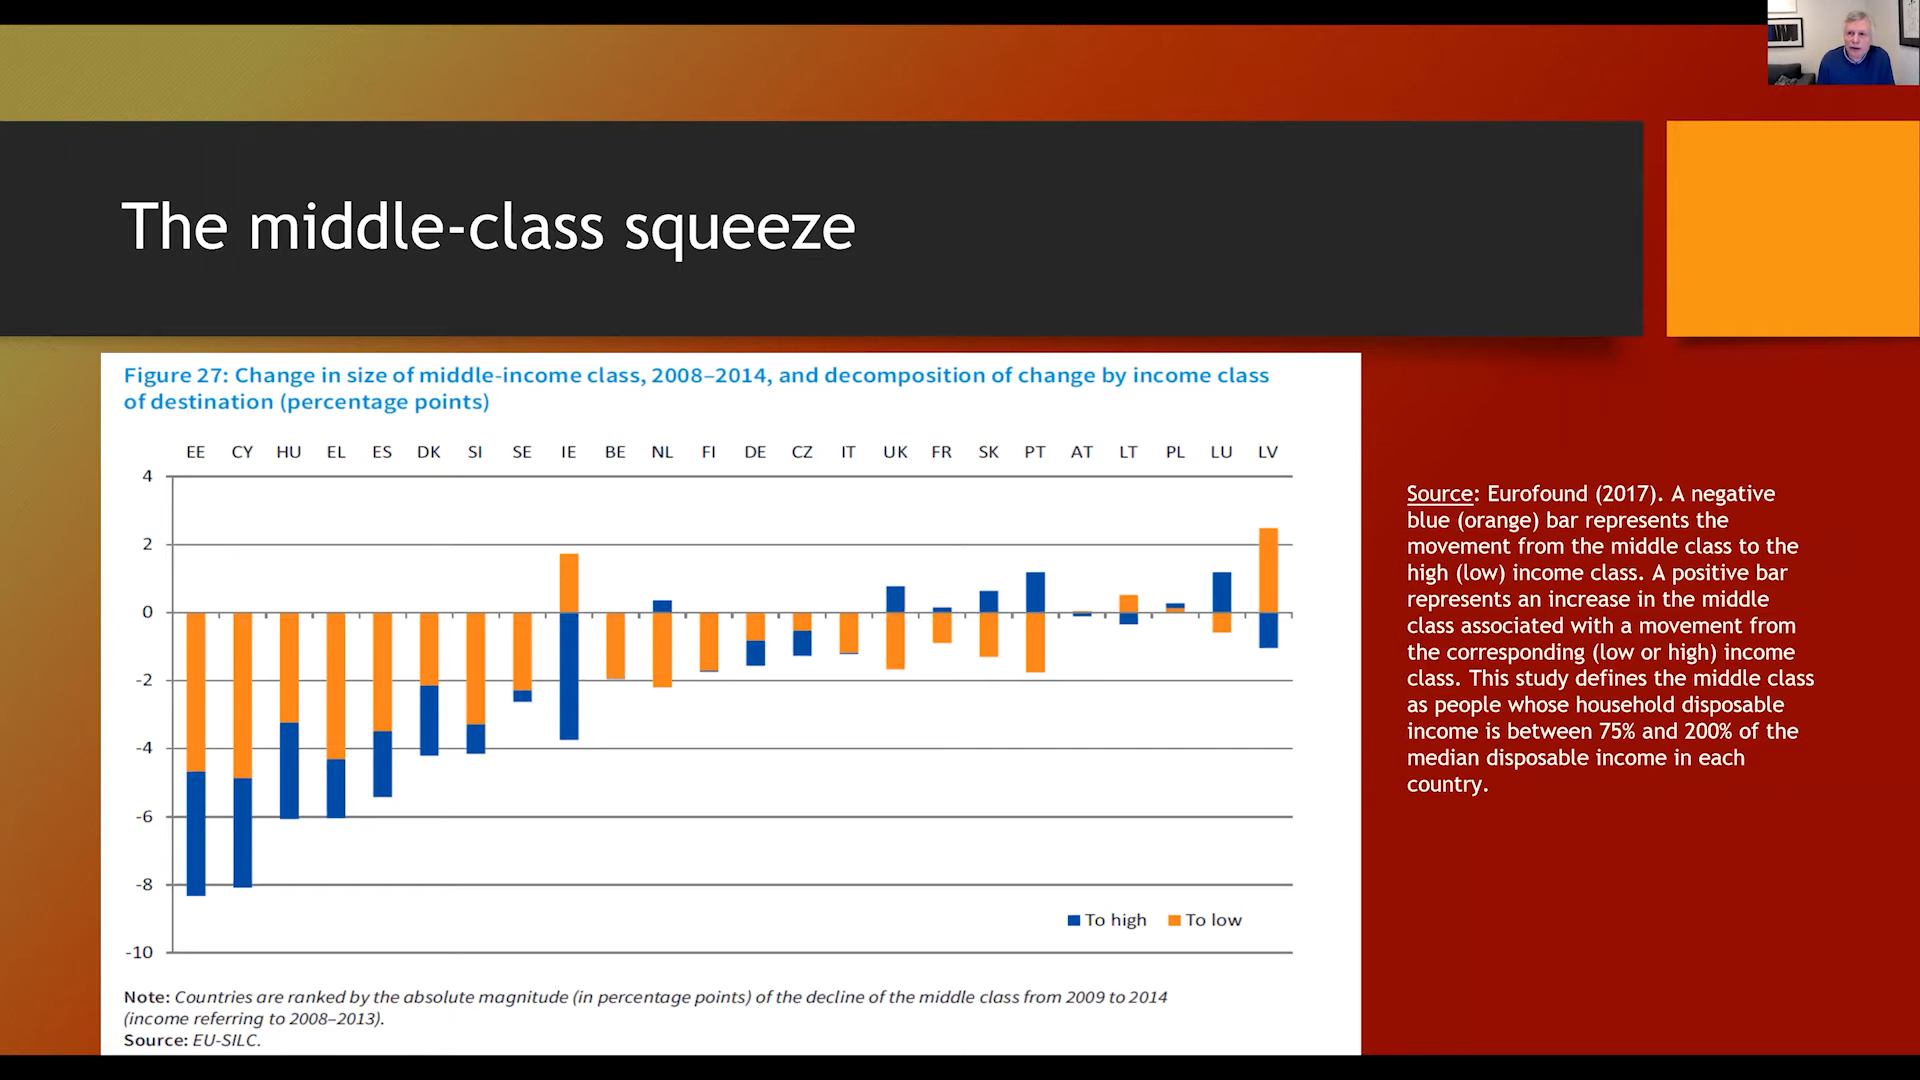 The middle-class squeeze
Figure 27: Change in size of middle-income class, 2008–2014, and decomposition of change by income class
of destination (percentage points)
EE CY HU EL ES DK SI SE IE BE NL FI DE CZ IT UK FR SK PT AT LT PL LU LV
4
2
0
-2
-4
-6
-8
-10
To high To low
Note: Countries are ranked by the absolute magnitude (in percentage points) of the decline of the middle class from 2009 to 2014
(income referring to 2008–2013).
Source: EU-SILC.
Source: Eurofound (2017). A negative
blue (orange) bar represents the
movement from the middle class to the
high (low) income class. A positive bar
represents an increase in the middle
class associated with a movement from
the corresponding (low or high) income
class. This study defines the middle class
as people whose household disposable
income is between 75% and 200% of the
median disposable income in each
country.